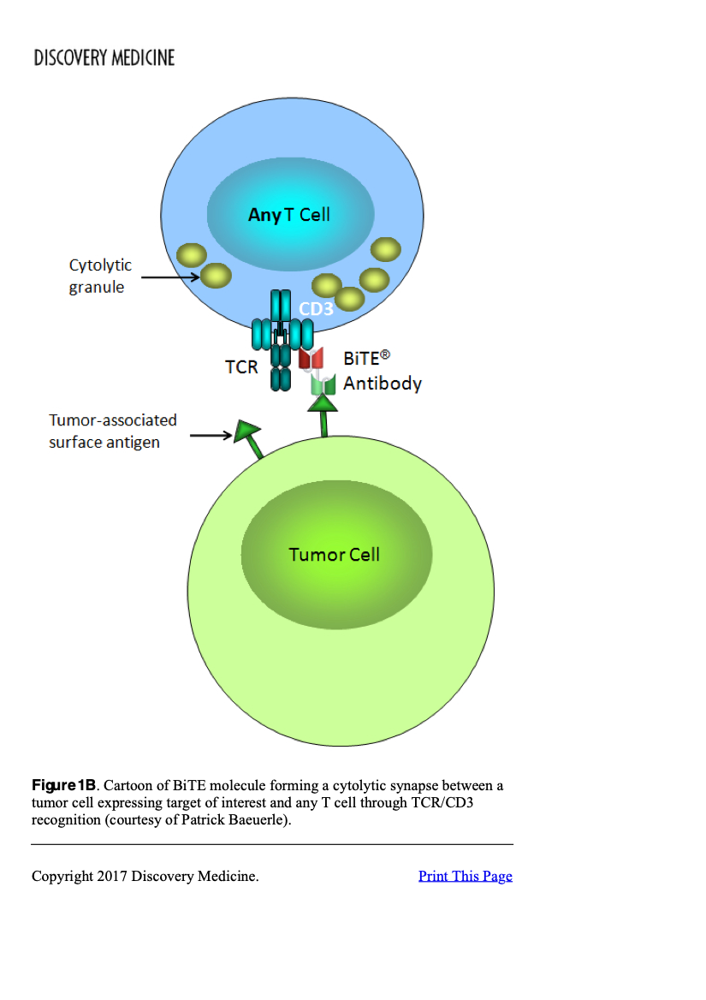 DISCOVERY MEDICINE
Any T Cell
Cytolytic
granule
CD3
TCR
BiTE®
Antibody
Tumor-associated
surface antigen
Tumor Cell
Figure 1B. Cartoon of BiTE molecule forming a cytolytic synapse between a
tumor cell expressing target of interest and any T cell through TCR/CD3
recognition (courtesy of Patrick Baeuerle).
Copyright 2017 Discovery Medicine.
Print This Page